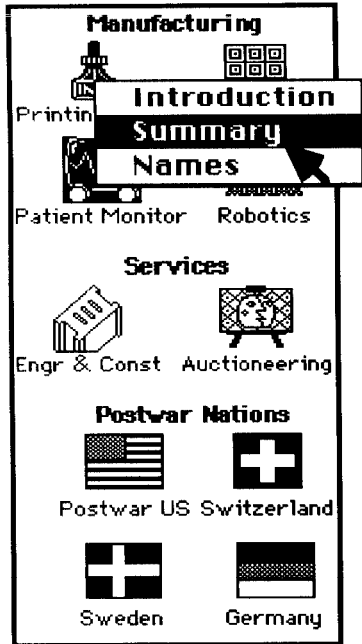 Manufacturing
Printin
Introduction
Summary
Names
Patient Monitor Robotics
Services
Engr & Const Auctioneering
Postwar Nations
Postwar US Switzerland
Sweden Germany